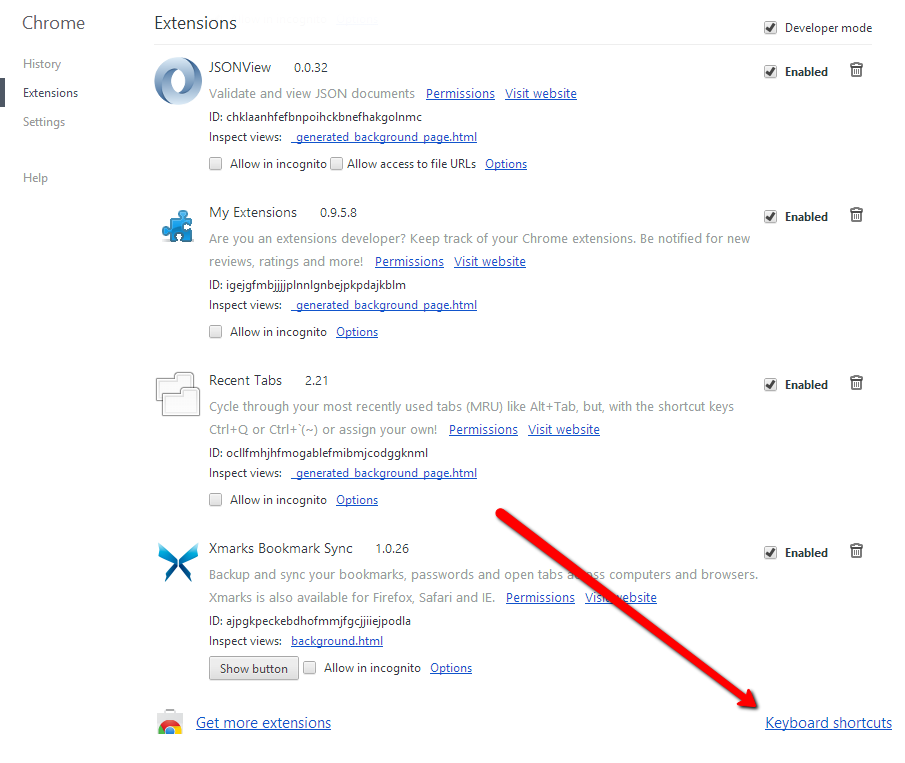 Chrome
Extensions
Developer mode
History
Extensions
Settings
Help
JSONView 0.0.32
Enabled
Validate and view JSON documents Permissions Visit website
ID: chklaanhfefbnpoihckbnefhakgolnmc
Inspect views: _generated_background_page.html
Allow in incognito Allow access to file URLs Options
My Extensions 0.9.5.8
Enabled
Are you an extensions developer? Keep track of your Chrome extensions. Be notified for new
reviews, ratings and more! Permissions Visit website
ID: igejgfmbjjjjplnnlgnbejpkpdajkblm
Inspect views: _generated_background_page.html
Allow in incognito Options
Recent Tabs 2.21
Enabled
Cycle through your most recently used tabs (MRU) like Alt+Tab, but, with the shortcut keys
Ctrl+Q or Ctrl+`(~) or assign your own! Permissions Visit website
ID: ocllfmhjhfmogablefmibmjcodggknml
Inspect views: _generated_background_page.html
Allow in incognito Options
Xmarks Bookmark Sync 1.0.26
Enabled
Backup and sync your bookmarks, passwords and open tabs across computers and browsers.
Xmarks is also available for Firefox, Safari and IE. Permissions Visit website
ID: ajpgkpeckebdhofmmjfgcjjiiejpodla
Inspect views: background.html
Show button Allow in incognito Options
Get more extensions
Keyboard shortcuts